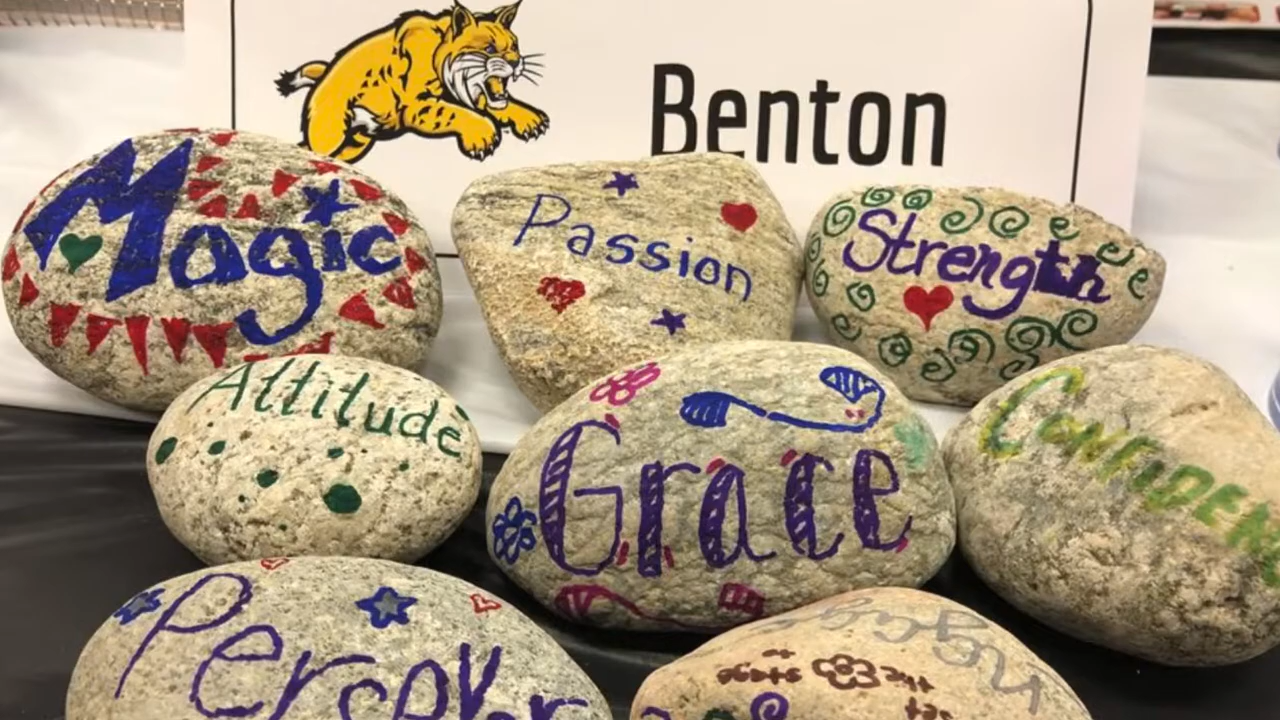 Benton
Magic
Passion
Strength
Attitude
Grace
CONFIDEN
Persever